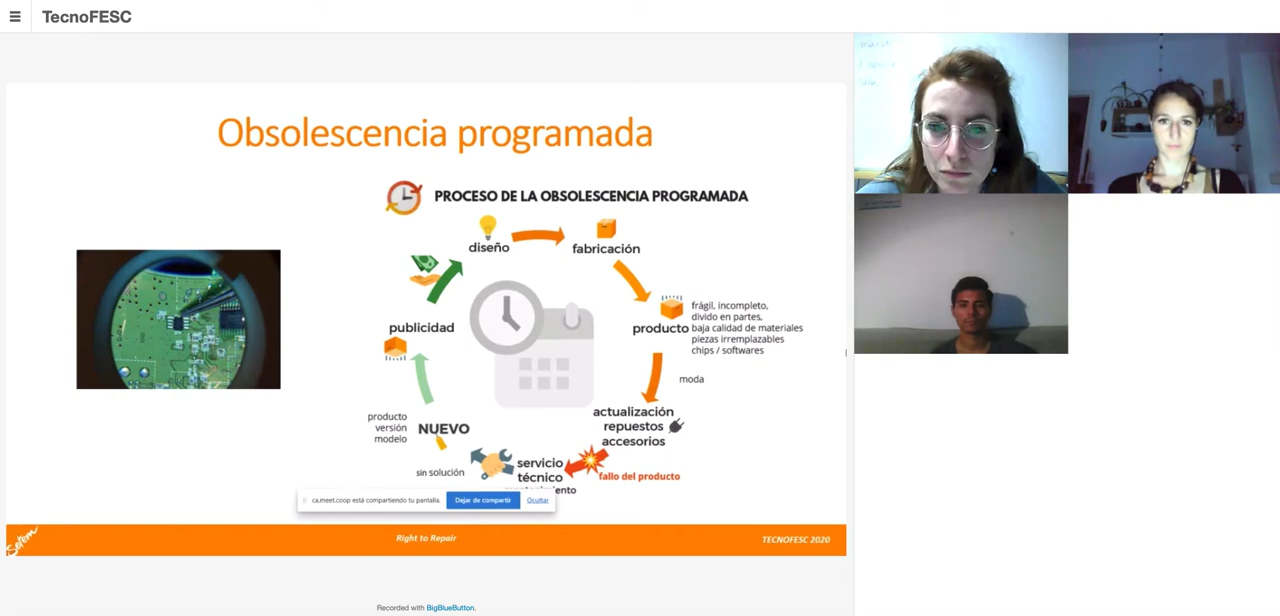 TecnoFESC
Obsolescencia programada
PROCESO DE LA OBSOLESCENCIA PROGRAMADA
diseño
fabricación
producto
frágil, incompleto,
divido en partes,
baja calidad de materiales
piezas irremplazables
chips / softwares
moda
actualización
repuestos
accesorios
fallo del producto
servicio
técnico
sin solución
NUEVO
producto
versión
modelo
publicidad
ca.meet.coop está compartiendo tu pantalla.
Dejar de compartir
Ocultar
Setem
Right to Repair
TECNOFESC 2020
Recorded with BigBlueButton.